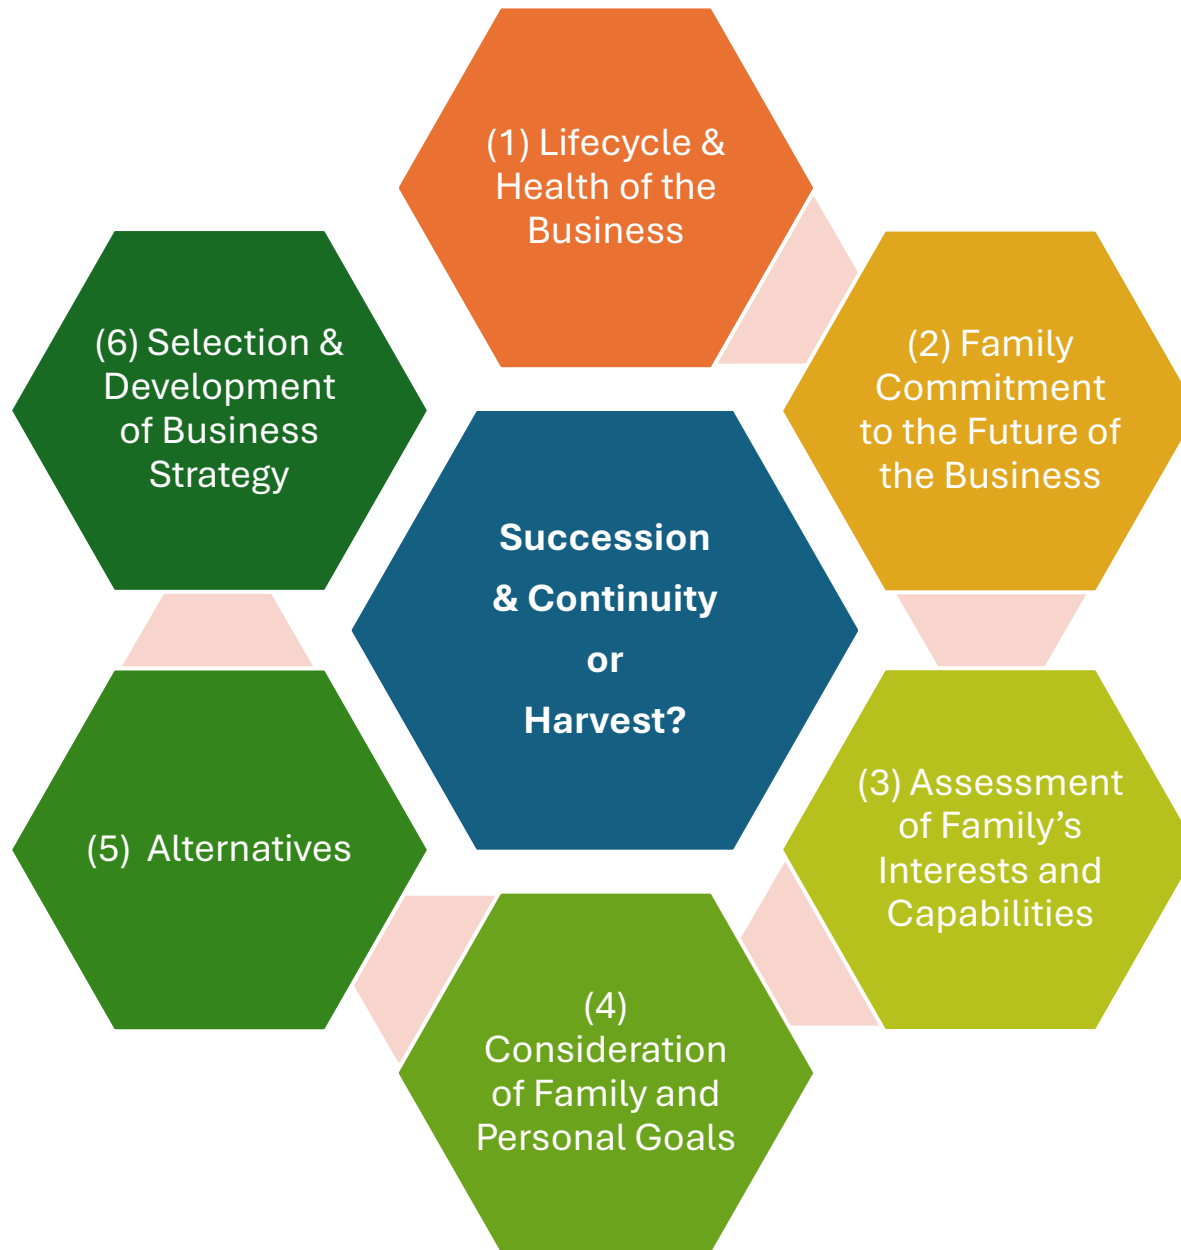 (1) Lifecycle &
Health of the
Business
(2) Family
Commitment
to the Future of
the Business
(3) Assessment
of Family’s
Interests and
Capabilities
(4)
Consideration
of Family and
Personal Goals
(5)  Alternatives
(6) Selection &
Development
of Business
Strategy
Succession
& Continuity
or
Harvest?